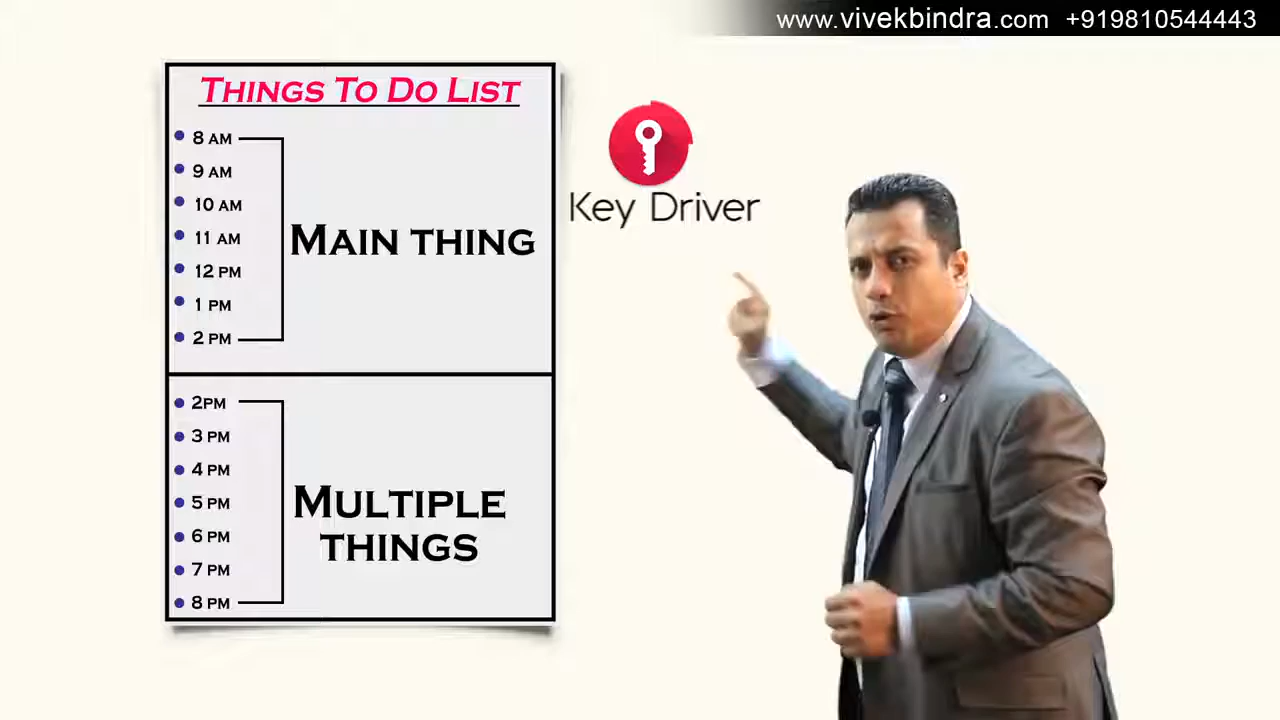 www.vivekbindra.com +919810544443
THINGS TO DO LIST
8 AM
9 AM
10 AM
11 AM
12 PM
1 PM
2 PM
MAIN THING
Key Driver
2PM
3 PM
4 PM
5 PM
6 PM
7 PM
8 PM
MULTIPLE
THINGS